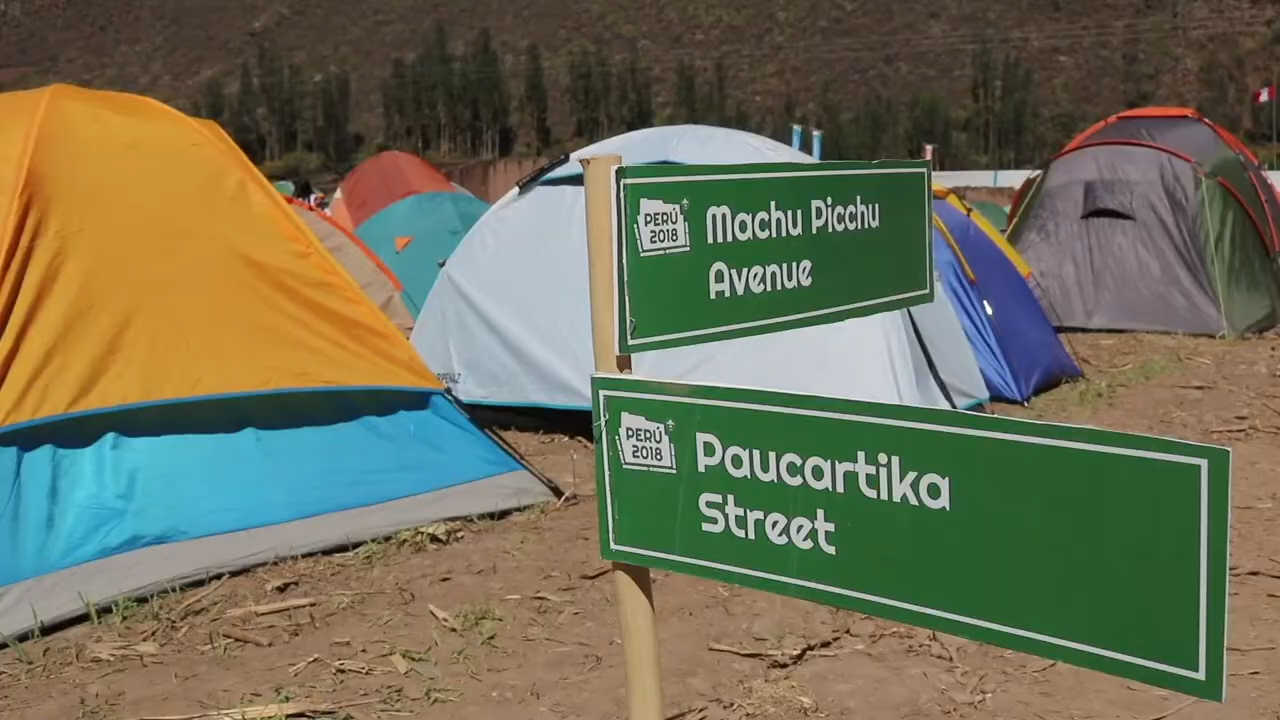 PERÚ
2018
Machu Picchu
Avenue
PERÚ
2018
Paucartika
Street